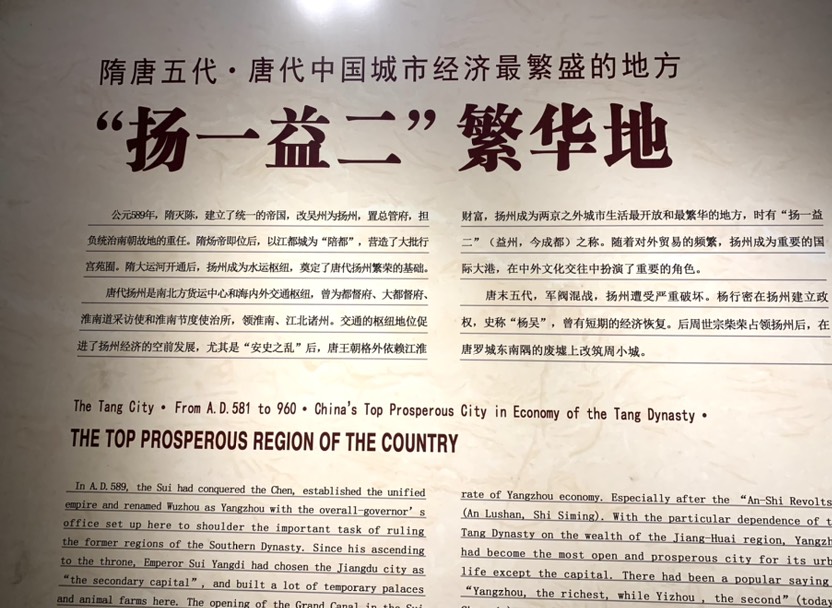 隋唐五代·唐代中国城市经济最繁盛的地方
“扬一益二”繁华地
公元589年，隋灭陈，建立了统一的帝国，改吴州为扬州，置总管府，担
负统治南朝故地的重任。隋炀帝即位后，以江都城为“陪都”，营造了大批行
宫苑囿。隋大运河开通后，扬州成为水运枢纽，奠定了唐代扬州繁荣的基础。
唐代扬州是南北方货运中心和海内外交通枢纽，曾为都督府、大都督府、
淮南道采访使和淮南节度使治所，领淮南、江北诸州。交通的枢纽地位促
进了扬州经济的空前发展，尤其是“安史之乱”后，唐王朝格外依赖江淮
财富，扬州成为两京之外城市生活最开放和最繁华的地方，时有“扬一益
二”（益州，今成都）之称。随着对外贸易的频繁，扬州成为重要的国
际大港，在中外文化交往中扮演了重要的角色。
唐末五代，军阀混战，扬州遭受严重破坏。杨行密在扬州建立政
权，史称“杨吴”，曾有短期的经济恢复。后周世宗柴荣占领扬州后，在
唐罗城东南隅的废墟上改筑周小城。
The Tang City • From A.D.581 to 960 • China's Top Prosperous City in Economy of the Tang Dynasty •
THE TOP PROSPEROUS REGION OF THE COUNTRY
In A.D.589, the Sui had conquered the Chen, established the unified
empire and renamed Wuzhou as Yangzhou with the overall-governor's
office set up here to shoulder the important task of ruling
the former regions of the Southern Dynasty. Since his ascending
to the throne, Emperor Sui Yangdi had chosen the Jiangdu city as
“the secondary capital”, and built a lot of temporary palaces
and animal farms here. The opening of the Grand Canal in the Sui
rate of Yangzhou economy. Especially after the “An-Shi Revolts
(An Lushan, Shi Siming). With the particular dependence of t
Tang Dynasty on the wealth of the Jiang-Huai region, Yangzh
had become the most open and prosperous city for its urb
life except the capital. There had been a popular saying
“Yangzhou, the richest, while Yizhou , the second” (today